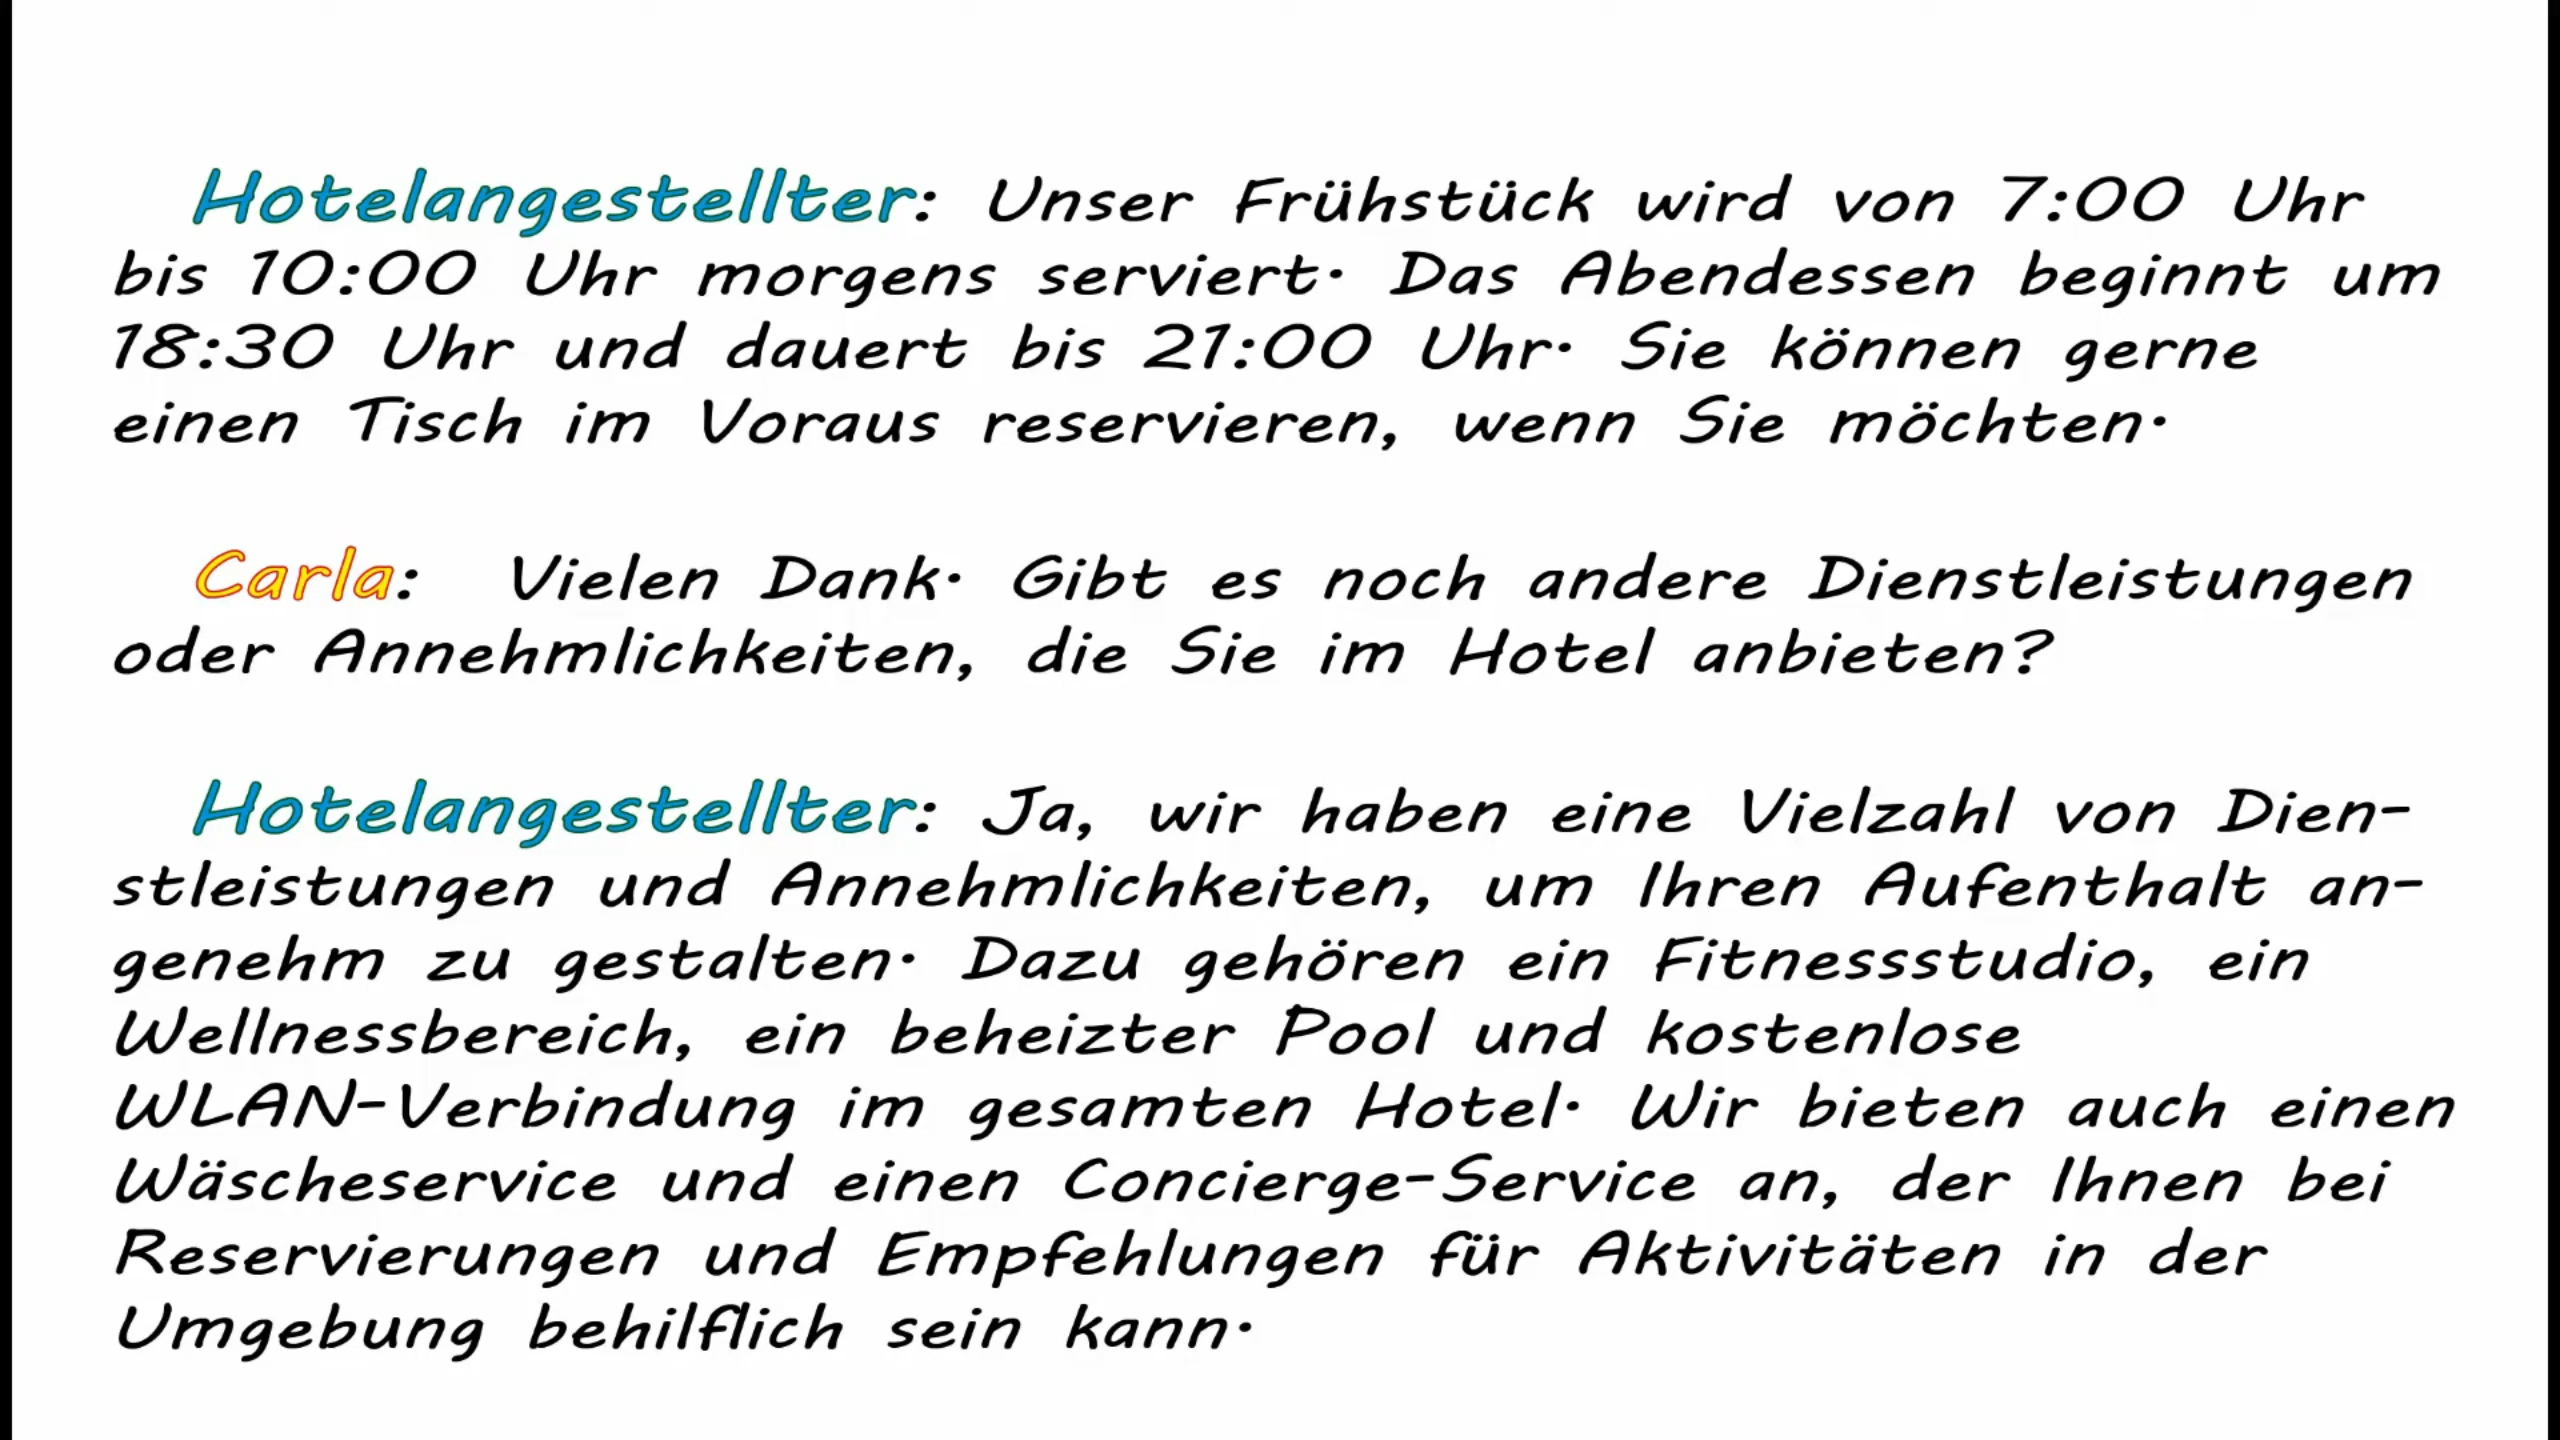 Hotelangestellter: Unser Frühstück wird von 7:00 Uhr
bis 10:00 Uhr morgens serviert. Das Abendessen beginnt um
18:30 Uhr und dauert bis 21:00 Uhr. Sie können gerne
einen Tisch im Voraus reservieren, wenn Sie möchten.
Carla: Vielen Dank. Gibt es noch andere Dienstleistungen
oder Annehmlichkeiten, die Sie im Hotel anbieten?
Hotelangestellter: Ja, wir haben eine Vielzahl von Dien-
stleistungen und Annehmlichkeiten, um Ihren Aufenthalt an-
genehm zu gestalten. Dazu gehören ein Fitnessstudio, ein
Wellnessbereich, ein beheizter Pool und kostenlose
WLAN-Verbindung im gesamten Hotel. Wir bieten auch einen
Wäscheservice und einen Concierge-Service an, der Ihnen bei
Reservierungen und Empfehlungen für Aktivitäten in der
Umgebung behilflich sein kann.